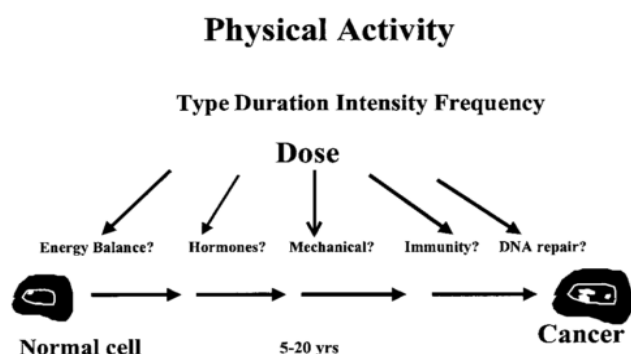 Physical Activity
Type Duration Intensity Frequency
Dose
Energy Balance? Hormones? Mechanical? Immunity? DNA repair?
Normal cell 5-20 yrs Cancer